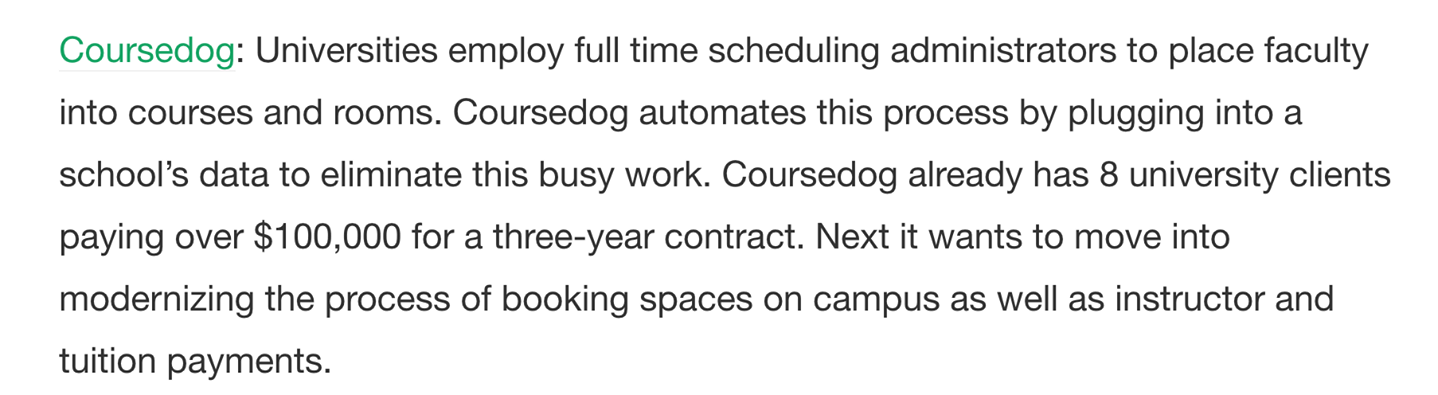 Coursedog: Universities employ full time scheduling administrators to place faculty
into courses and rooms. Coursedog automates this process by plugging into a
school’s data to eliminate this busy work. Coursedog already has 8 university clients
paying over $100,000 for a three-year contract. Next it wants to move into
modernizing the process of booking spaces on campus as well as instructor and
tuition payments.